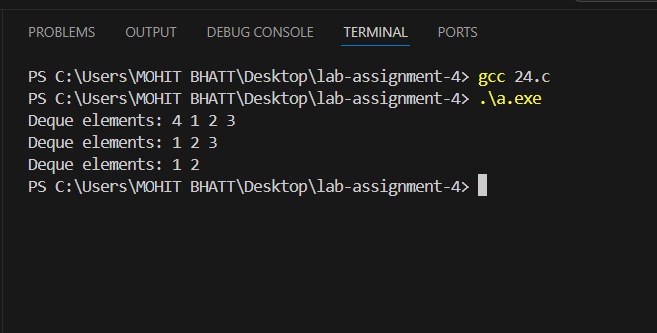 PROBLEMS OUTPUT DEBUG CONSOLE TERMINAL PORTS
PS C:\Users\MOHIT BHATT\Desktop\lab-assignment-4> gcc 24.c
PS C:\Users\MOHIT BHATT\Desktop\lab-assignment-4> .\a.exe
Deque elements: 4 1 2 3
Deque elements: 1 2 3
Deque elements: 1 2
PS C:\Users\MOHIT BHATT\Desktop\lab-assignment-4>